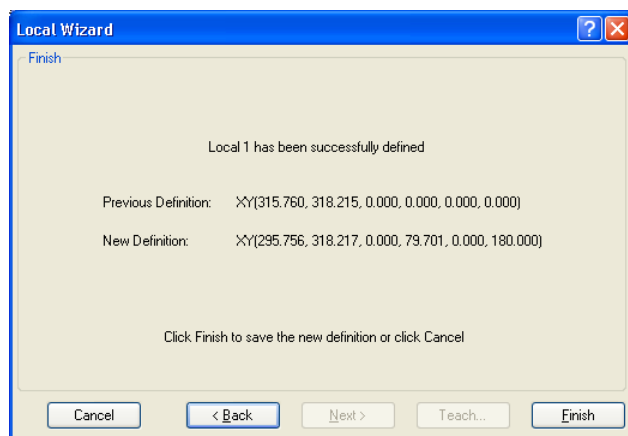 Local Wizard
Finish
Local 1 has been successfully defined
Previous Definition: XY(315.760, 318.215, 0.000, 0.000, 0.000, 0.000)
New Definition: XY(295.756, 318.217, 0.000, 79.701, 0.000, 180.000)
Click Finish to save the new definition or click Cancel
Cancel < Back Next > Teach... Finish